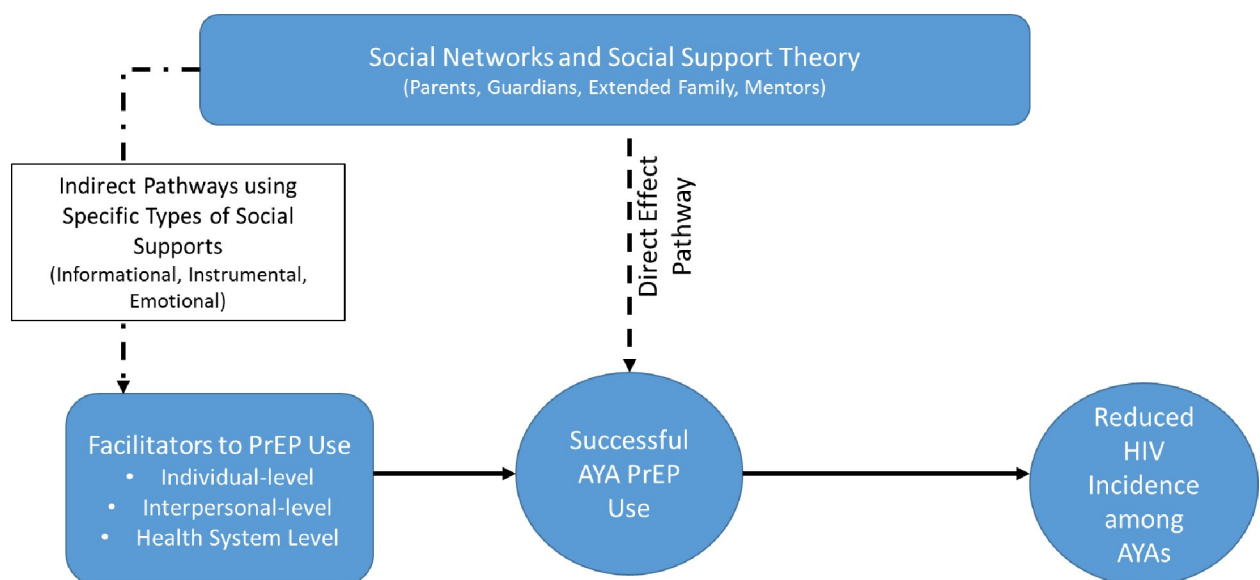 Social Networks and Social Support Theory
(Parents, Guardians, Extended Family, Mentors)
Indirect Pathways using
Specific Types of Social
Supports
(Informational, Instrumental,
Emotional)
Direct Effect
Pathway
Facilitators to PrEP Use
• Individual-level
• Interpersonal-level
• Health System Level
Successful
AYA PrEP
Use
Reduced
HIV
Incidence
among
AYAs